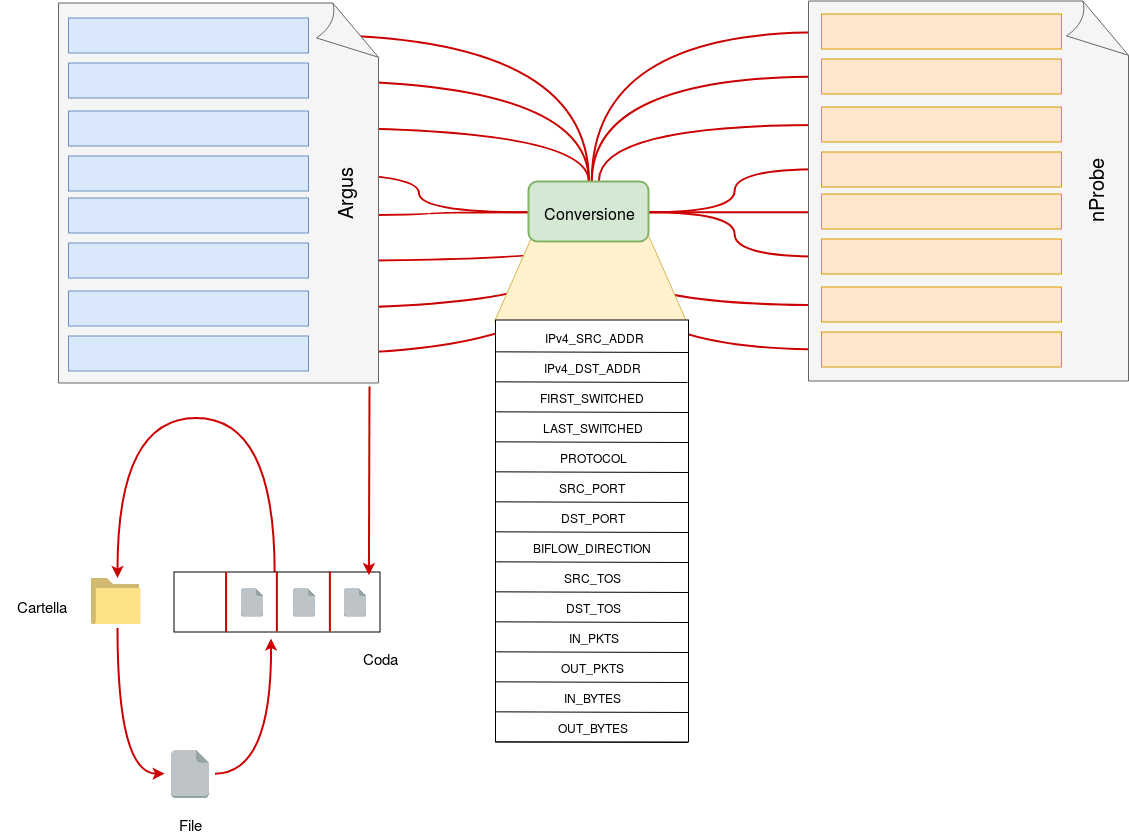 Argus
Conversione
nProbe
IPv4_SRC_ADDR
IPv4_DST_ADDR
FIRST_SWITCHED
LAST_SWITCHED
PROTOCOL
SRC_PORT
DST_PORT
BIFLOW_DIRECTION
SRC_TOS
DST_TOS
IN_PKTS
OUT_PKTS
IN_BYTES
OUT_BYTES
Cartella
Coda
File